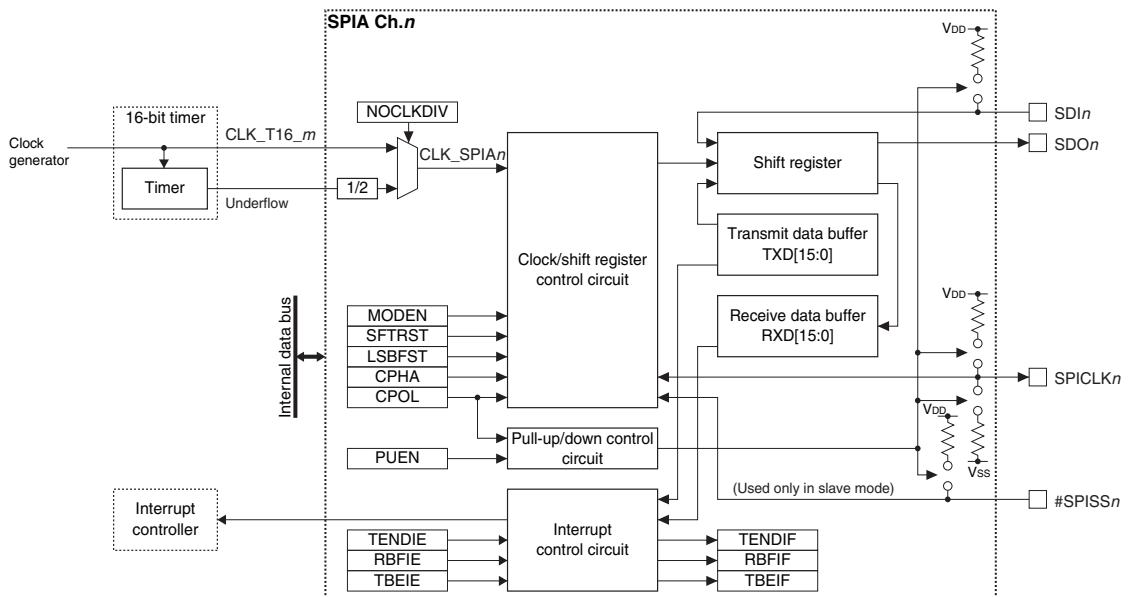 SPIA Ch.n
VDD
NOCLKDIV
16-bit timer
SDIn
Clock
generator
CLK_T16_m
CLK_SPIAn
SDOn
Shift register
Timer
1/2
Underflow
Transmit data buffer
TXD[15:0]
Clock/shift register
control circuit
Internal data bus
VDD
MODEN
SFTRST
LSBFST
CPHA
CPOL
Receive data buffer
RXD[15:0]
SPICLKn
VDD
PUEN
Pull-up/down control
circuit
VSS
(Used only in slave mode)
#SPISSn
Interrupt
controller
Interrupt
control circuit
TENDIE
RBFIE
TBEIE
TENDIF
RBFIF
TBEIF